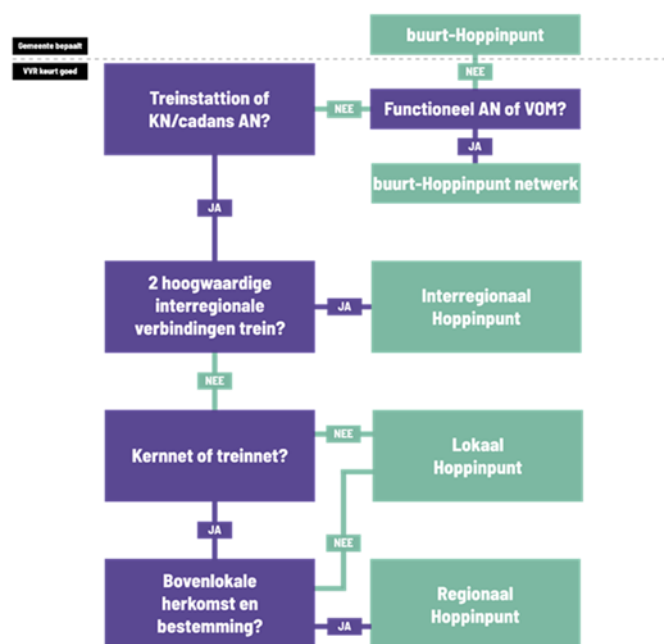 buurt-Hoppinpunt
Gemeente bepaalt
VVR keurt goed
NEE
Treinstattion of
KN/cadans AN?
NEE
Functioneel AN of VOM?
JA
buurt-Hoppinpunt netwerk
JA
2 hoogwaardige
interregionale
verbindingen trein?
JA
Interregionaal
Hoppinpunt
NEE
Kernnet of treinnet?
NEE
Lokaal
Hoppinpunt
JA
NEE
Bovenlokale
herkomst en
bestemming?
JA
Regionaal
Hoppinpunt